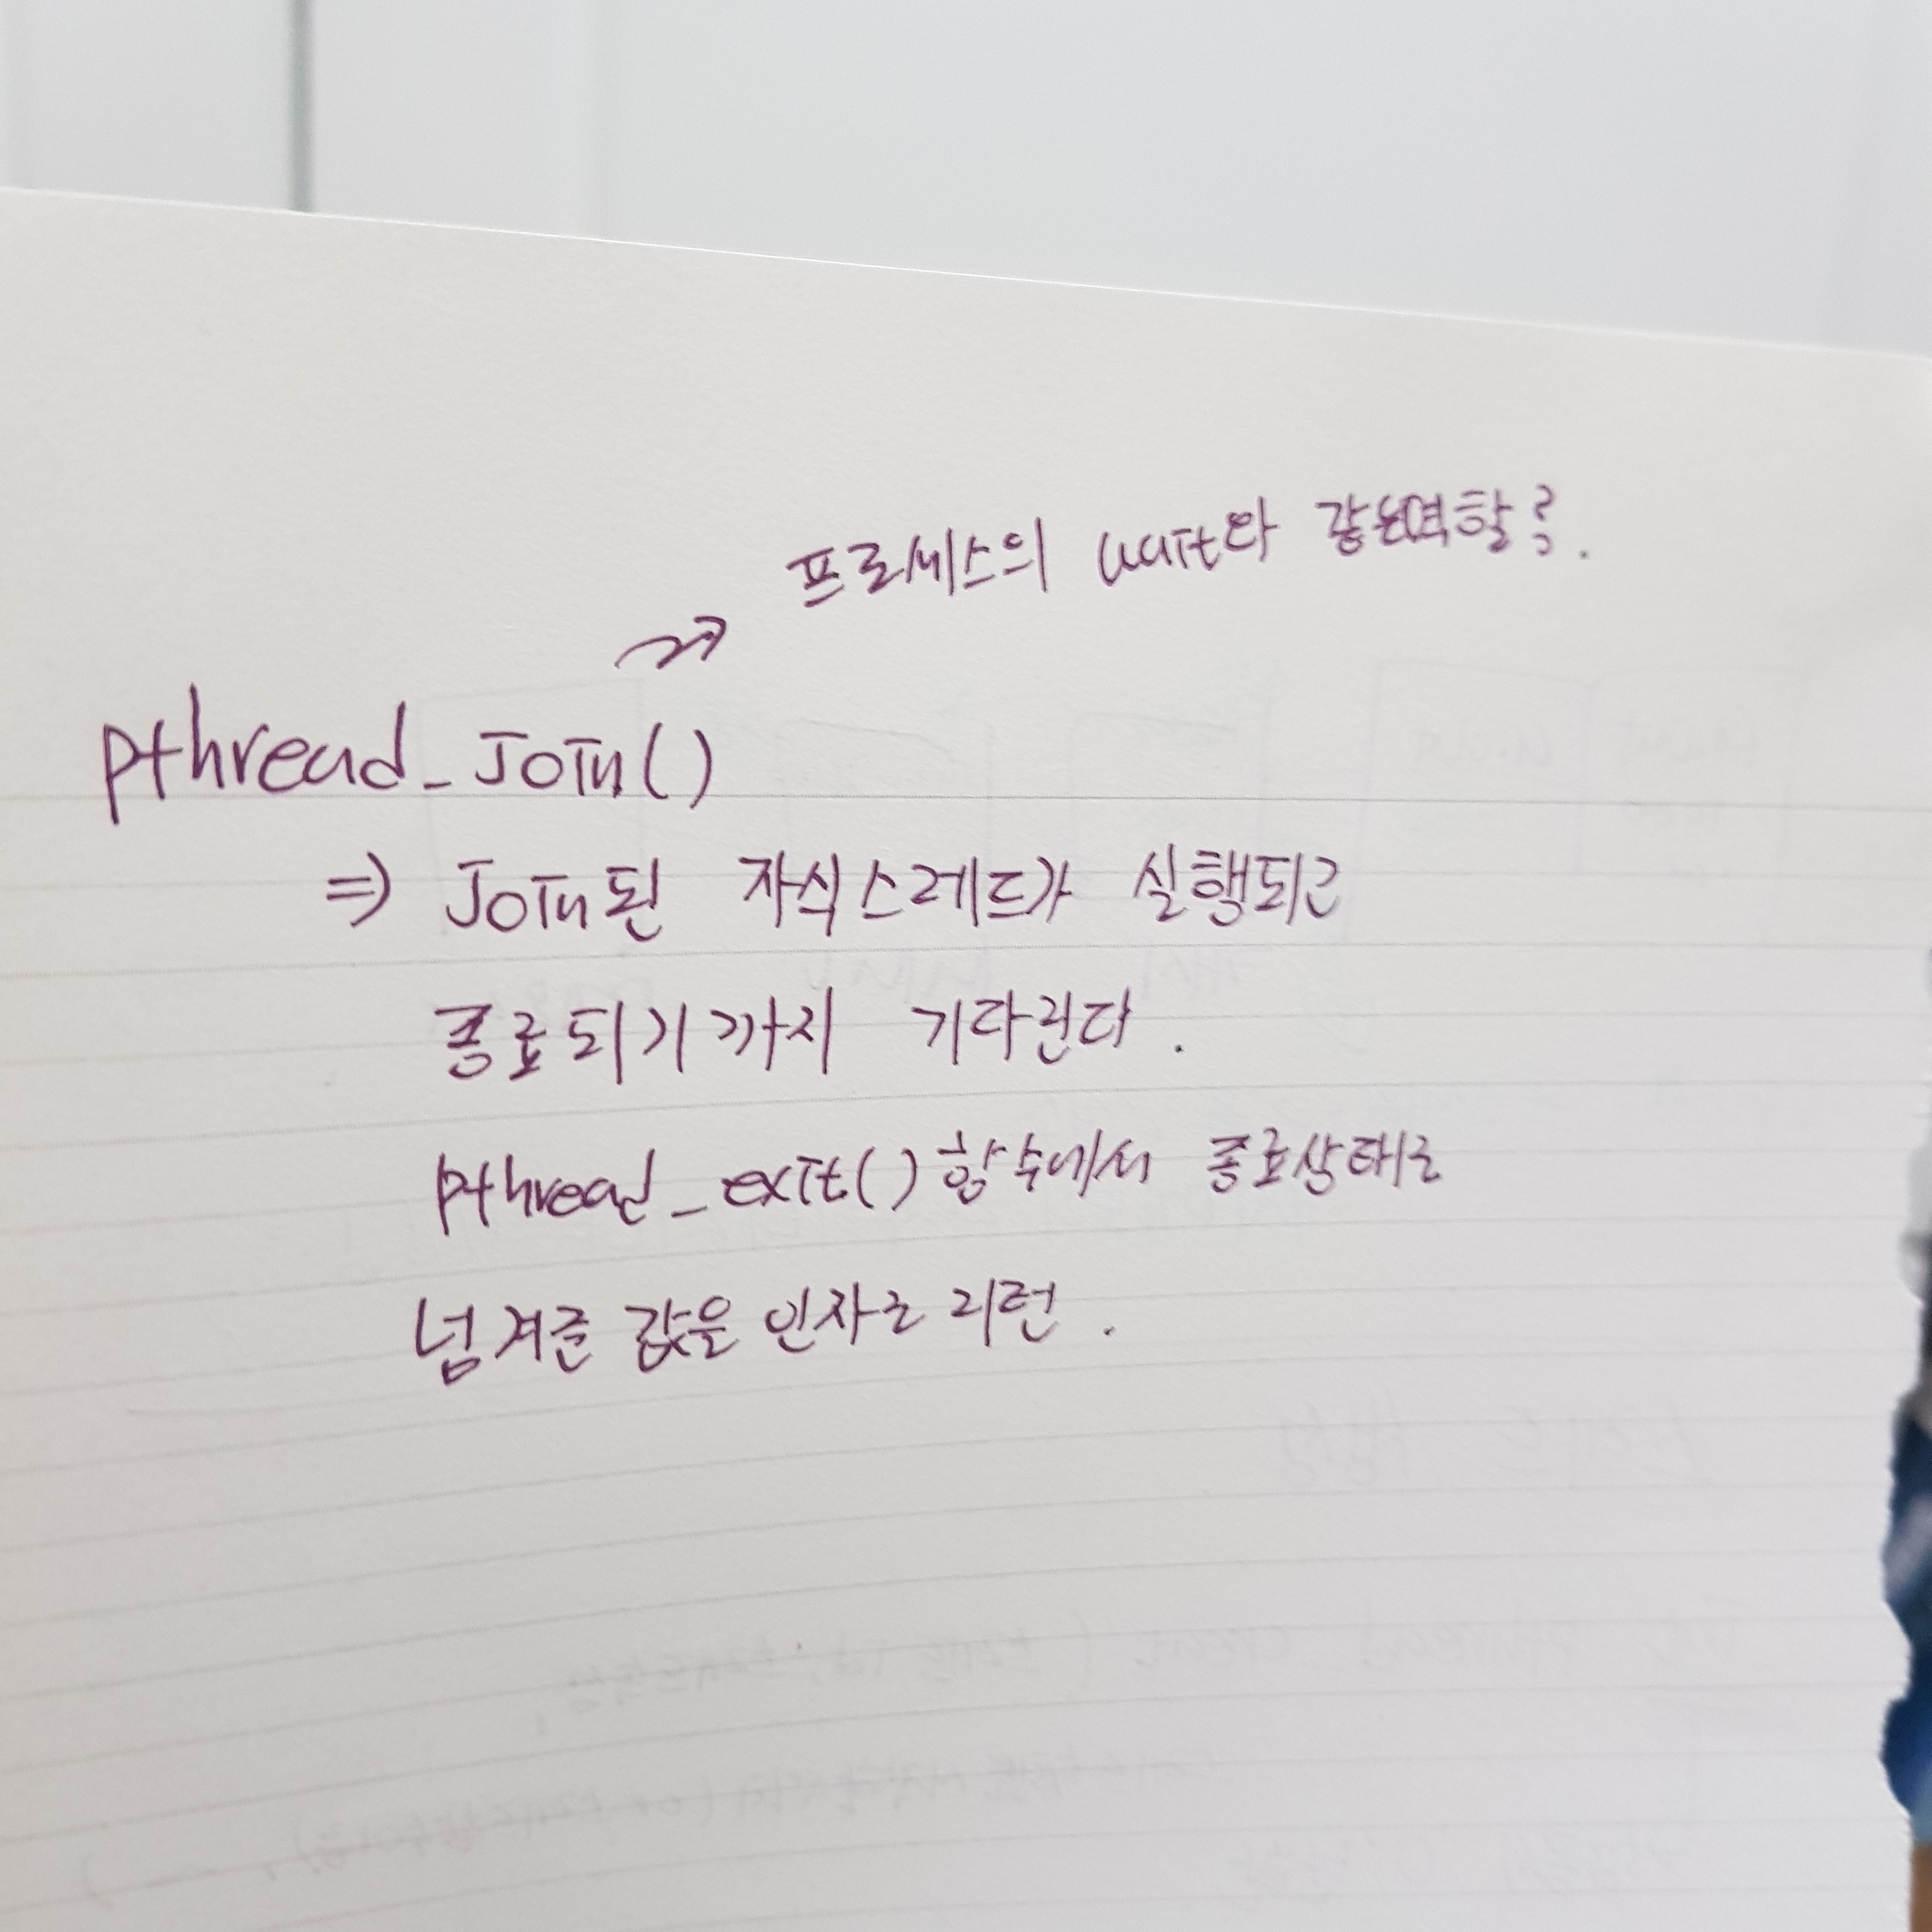 프로세스의 wait와 같은역할.
pthread_join()
⇒ Join된 자식스레드가 실행되고
종료되기까지 기다린다.
pthread_exit() 함수에서 종료상태로
넘겨준 값을 인자로 리턴.